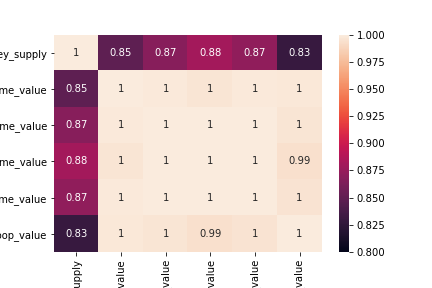 ey_supply 1 0.85 0.87 0.88 0.87 0.83
me_value 0.85 1 1 1 1 1
me_value 0.87 1 1 1 1 1
me_value 0.88 1 1 1 1 0.99
me_value 0.87 1 1 1 1 1
op_value 0.83 1 1 0.99 1 1
upply value value value value value
1.000
0.975
0.950
0.925
0.900
0.875
0.850
0.825
0.800